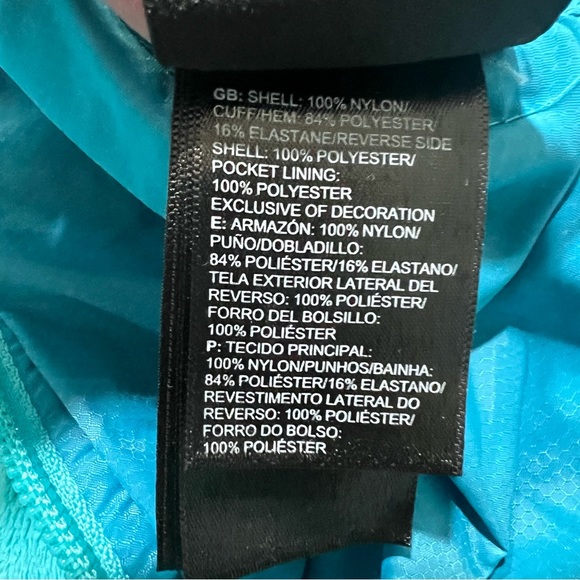 GB: SHELL: 100% NYLON/
CUFF/HEM: 84% POLYESTER/
16% ELASTANE/REVERSE SIDE
SHELL: 100% POLYESTER/
POCKET LINING:
100% POLYESTER
EXCLUSIVE OF DECORATION
E: ARMAZÓN: 100% NYLON/
PUÑO/DOBLADILLO:
84% POLIÉSTER/16% ELASTANO/
TELA EXTERIOR LATERAL DEL
REVERSO: 100% POLIÉSTER/
FORRO DEL BOLSILLO:
100% POLIÉSTER
P: TECIDO PRINCIPAL:
100% NYLON/PUNHOS/BAINHA:
84% POLIÉSTER/16% ELASTANO/
REVESTIMENTO LATERAL DO
REVERSO: 100% POLIÉSTER/
FORRO DO BOLSO:
100% POLIÉSTER